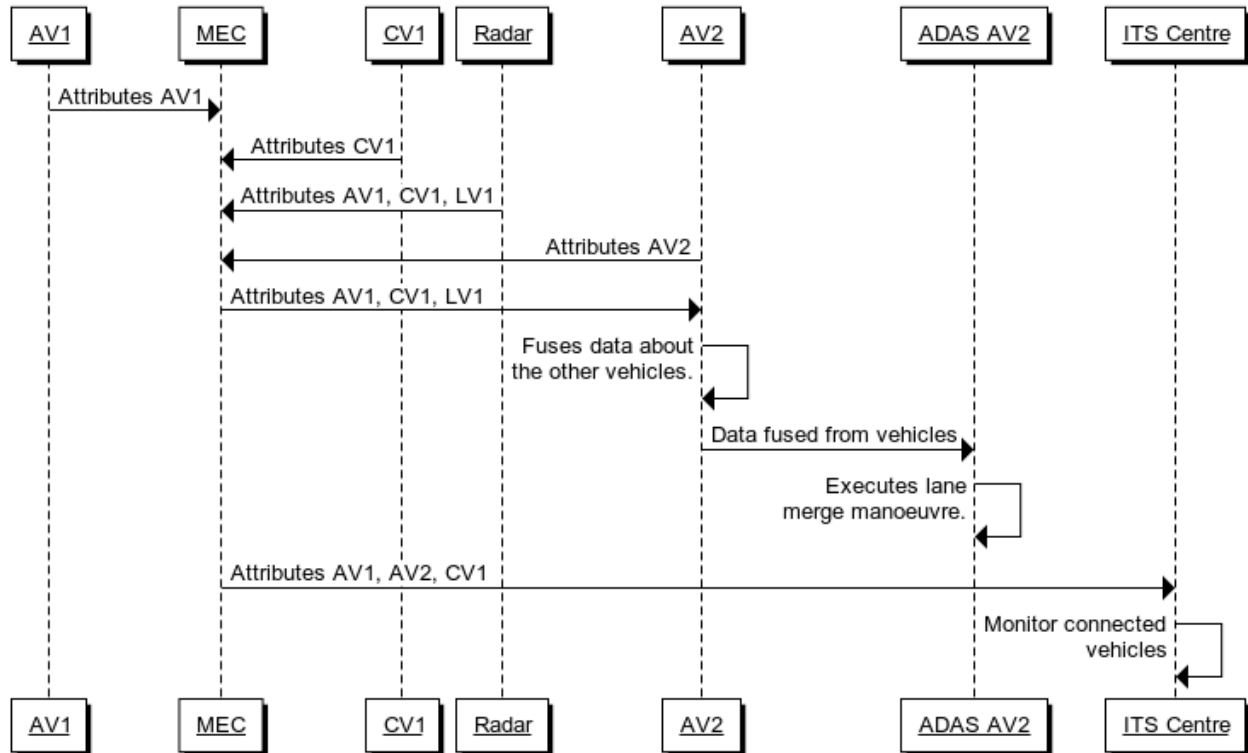 AV1
MEC
CV1
Radar
AV2
ADAS AV2
ITS Centre
Attributes AV1
Attributes CV1
Attributes AV1, CV1, LV1
Attributes AV2
Attributes AV1, CV1, LV1
Fuses data about
the other vehicles.
Data fused from vehicles
Executes lane
merge manoeuvre.
Attributes AV1, AV2, CV1
Monitor connected
vehicles
AV1
MEC
CV1
Radar
AV2
ADAS AV2
ITS Centre